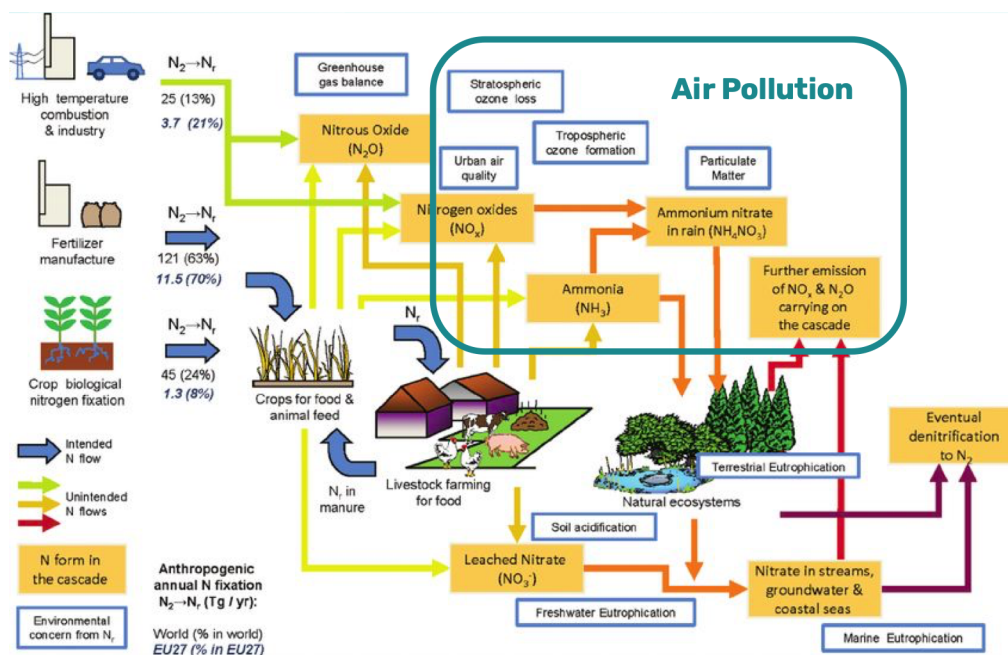 High temperature
combustion
& industry
N₂→Nᵣ
25 (13%)
3.7 (21%)
Greenhouse
gas balance
Stratospheric
ozone loss
Air Pollution
Nitrous Oxide
(N₂O)
Tropospheric
ozone formation
Urban air
quality
Particulate
Matter
Fertilizer
manufacture
N₂→Nᵣ
121 (63%)
11.5 (70%)
Nitrogen oxides
(NOₓ)
Ammonium nitrate
in rain (NH₄NO₃)
Ammonia
(NH₃)
Further emission
of NOₓ & N₂O
carrying on
the cascade
Crop biological
nitrogen fixation
N₂→Nᵣ
45 (24%)
1.3 (8%)
Crops for food &
animal feed
Nᵣ
Nᵣ in
manure
Livestock farming
for food
Terrestrial Eutrophication
Natural ecosystems
Eventual
denitrification
to N₂
Intended
N flow
Unintended
N flows
Soil acidification
Leached Nitrate
(NO₃⁻)
Freshwater Eutrophication
Nitrate in streams,
groundwater &
coastal seas
Marine Eutrophication
N form in
the cascade
Environmental
concern from Nᵣ
Anthropogenic
annual N fixation
N₂→Nᵣ (Tg / yr):
World (% in world)
EU27 (% in EU27)